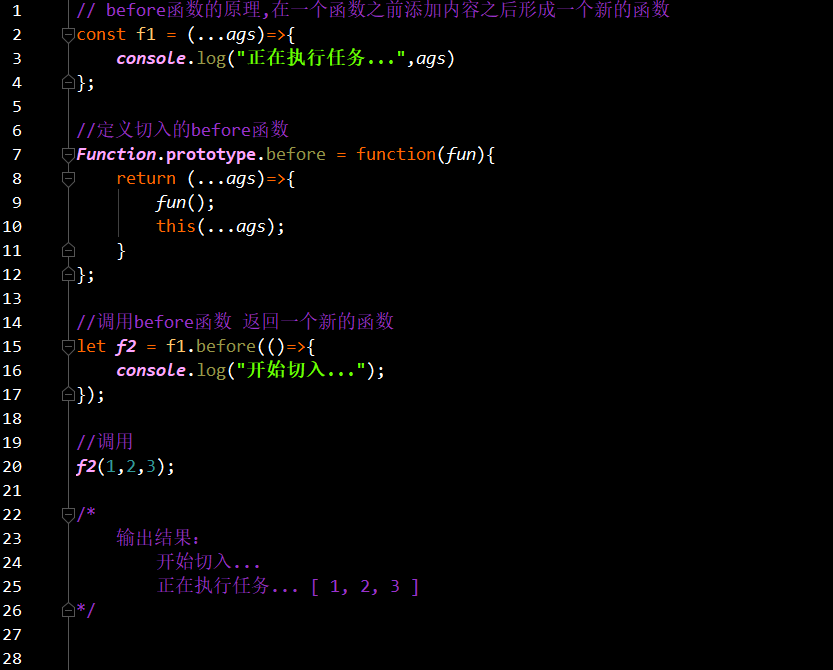 1 // before函数的原理,在一个函数之前添加内容之后形成一个新的函数
2 const f1 = (...ags)=>{
3     console.log("正在执行任务...",ags)
4 };
5
6 //定义切入的before函数
7 Function.prototype.before = function(fun){
8     return (...ags)=>{
9         fun();
10         this(...ags);
11     }
12 };
13
14 //调用before函数 返回一个新的函数
15 let f2 = f1.before(()=>{
16     console.log("开始切入...");
17 });
18
19 //调用
20 f2(1,2,3);
21
22 /*
23     输出结果:
24         开始切入...
25         正在执行任务... [ 1, 2, 3 ]
26 */
27
28